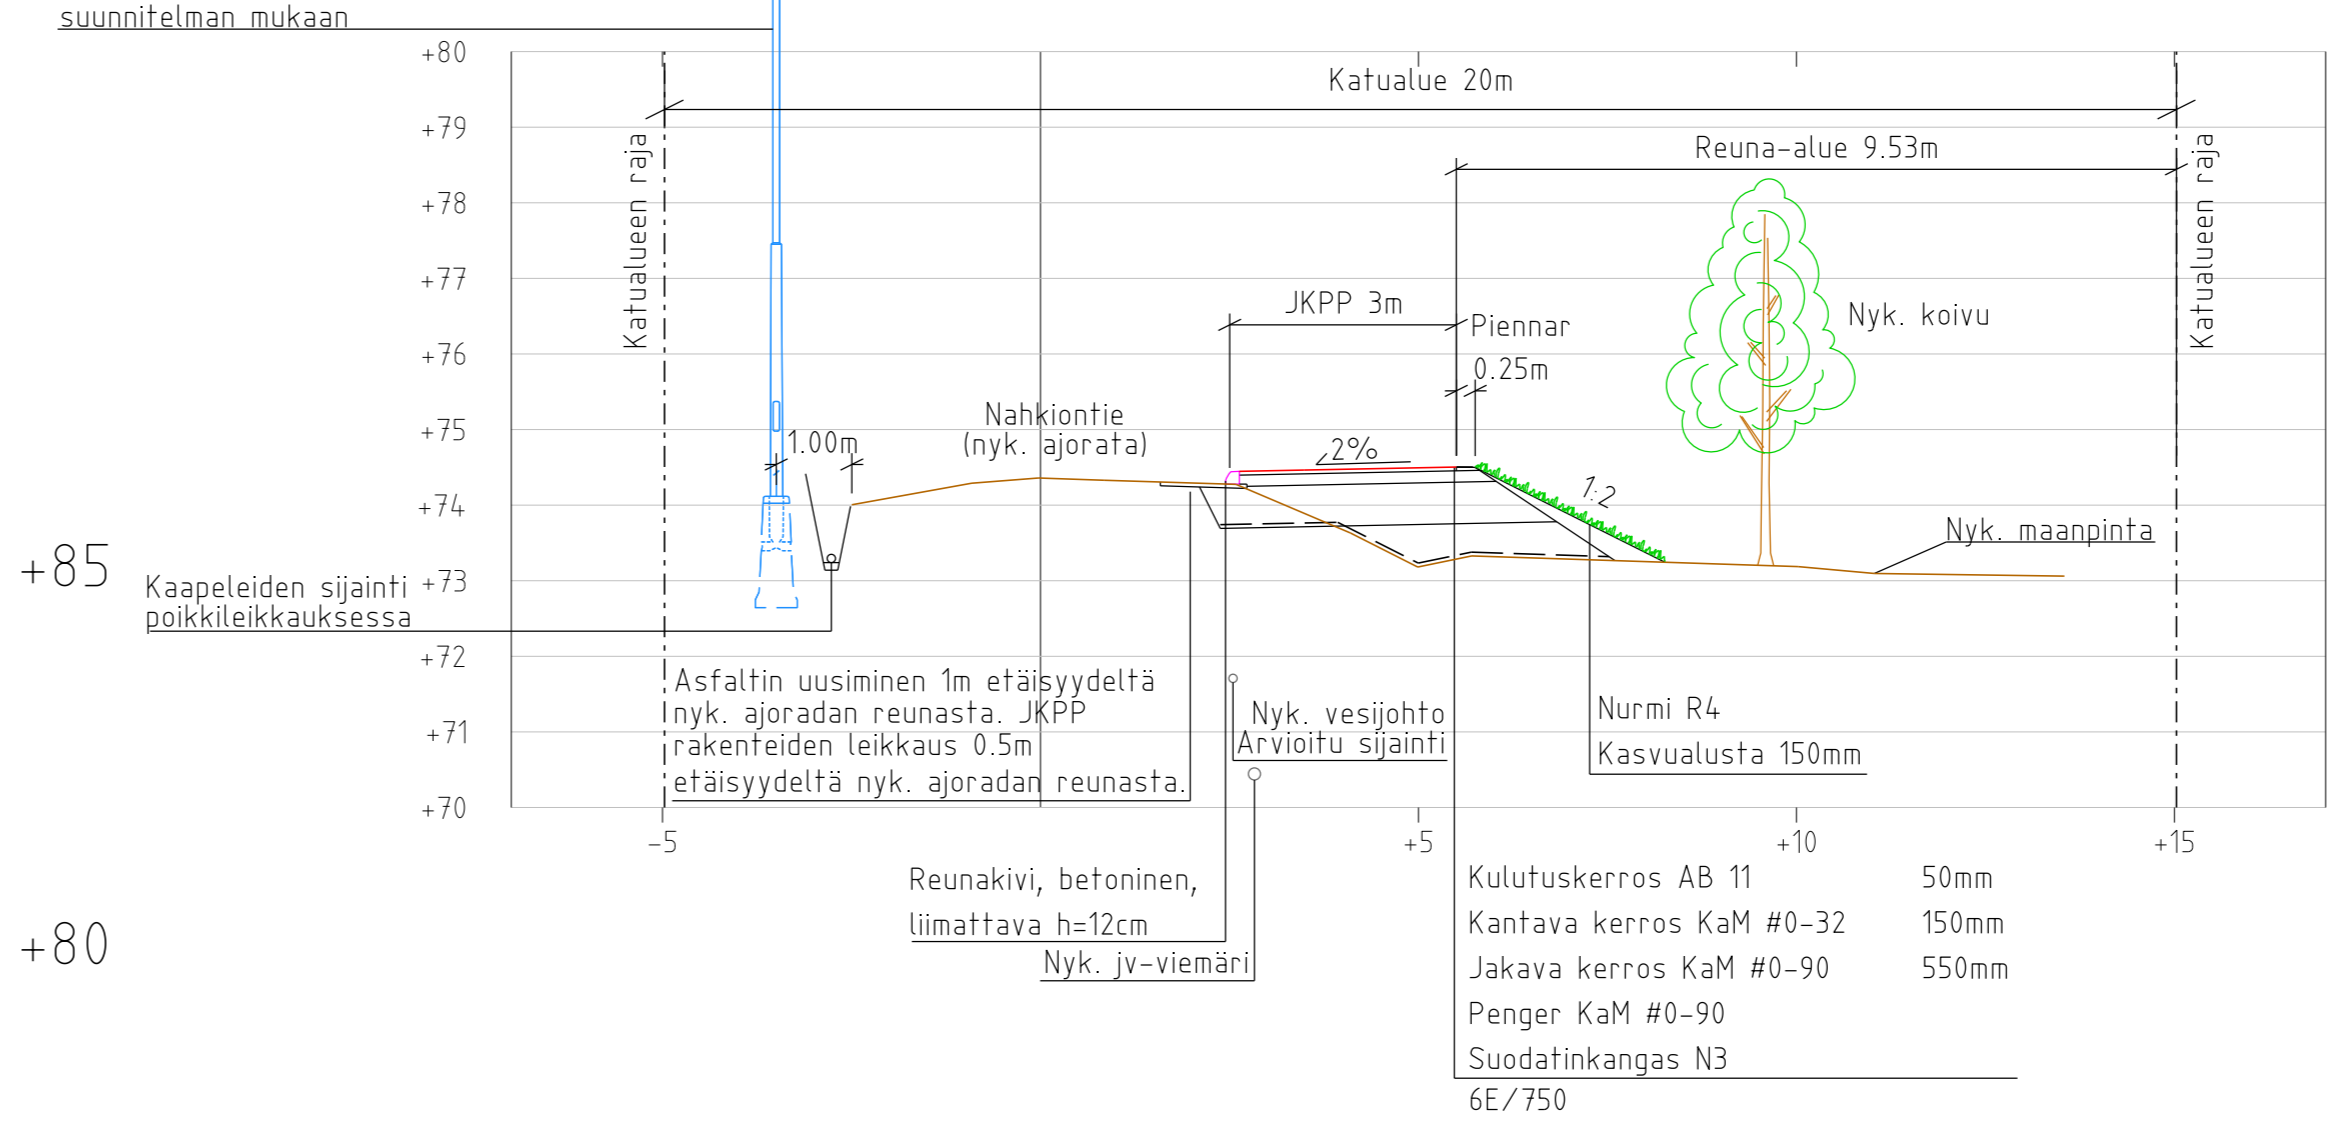 suunnitelman mukaan
+80
Katualue 20m
+79
Katualueen raja
Reuna-alue 9.53m
Katualueen raja
+78
+77
JKPP 3m
Piennar
0.25m
Nyk. koivu
+76
Nahkiontie
(nyk. ajorata)
+75
1.00m
2%
1:2
+74
Nyk. maanpinta
+85
+73
Kaapeleiden sijainti
poikkileikkauksessa
+72
Asfaltin uusiminen 1m etäisyydeltä
nyk. ajoradan reunasta. JKPP
rakenteiden leikkaus 0.5m
etäisyydeltä nyk. ajoradan reunasta.
Nyk. vesijohto
Arvioitu sijainti
Nurmi R4
Kasvualusta 150mm
+71
+70
-5
+5
+10
+15
Reunakivi, betoninen,
liimattava h=12cm
Nyk. jv-viemäri
+80
Kulutuskerros AB 11 50mm
Kantava kerros KaM #0-32 150mm
Jakava kerros KaM #0-90 550mm
Penger KaM #0-90
Suodatinkangas N3
6E/750